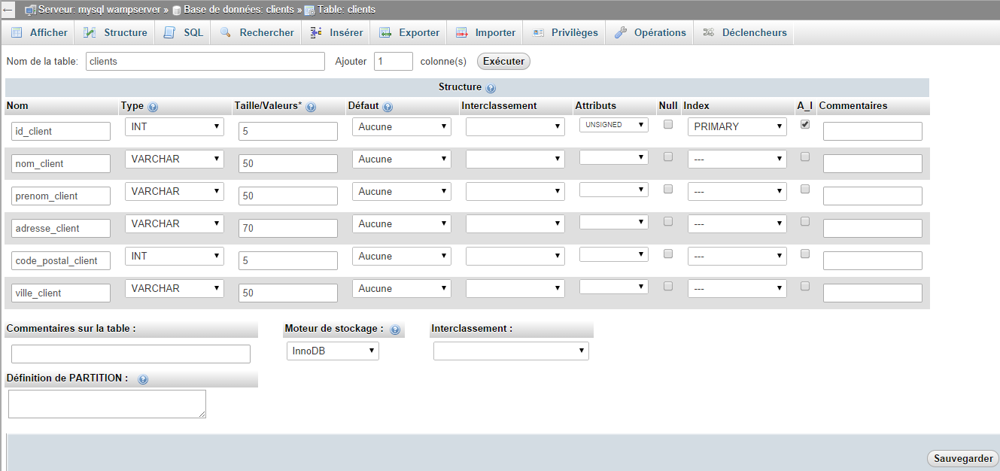 ← Serveur: mysql wampserver » Base de données: clients » Table: clients
Afficher Structure SQL Rechercher Insérer Exporter Importer Privilèges Opérations Déclencheurs
Nom de la table: clients Ajouter 1 colonne(s) Exécuter
Structure
Nom Type Taille/Valeurs* Défaut Interclassement Attributs Null Index A_I Commentaires
id_client INT 5 Aucune UNSIGNED PRIMARY
nom_client VARCHAR 50 Aucune ---
prenom_client VARCHAR 50 Aucune ---
adresse_client VARCHAR 70 Aucune ---
code_postal_client INT 5 Aucune ---
ville_client VARCHAR 50 Aucune ---
Commentaires sur la table : Moteur de stockage : Interclassement :
InnoDB
Définition de PARTITION :
Sauvegarder